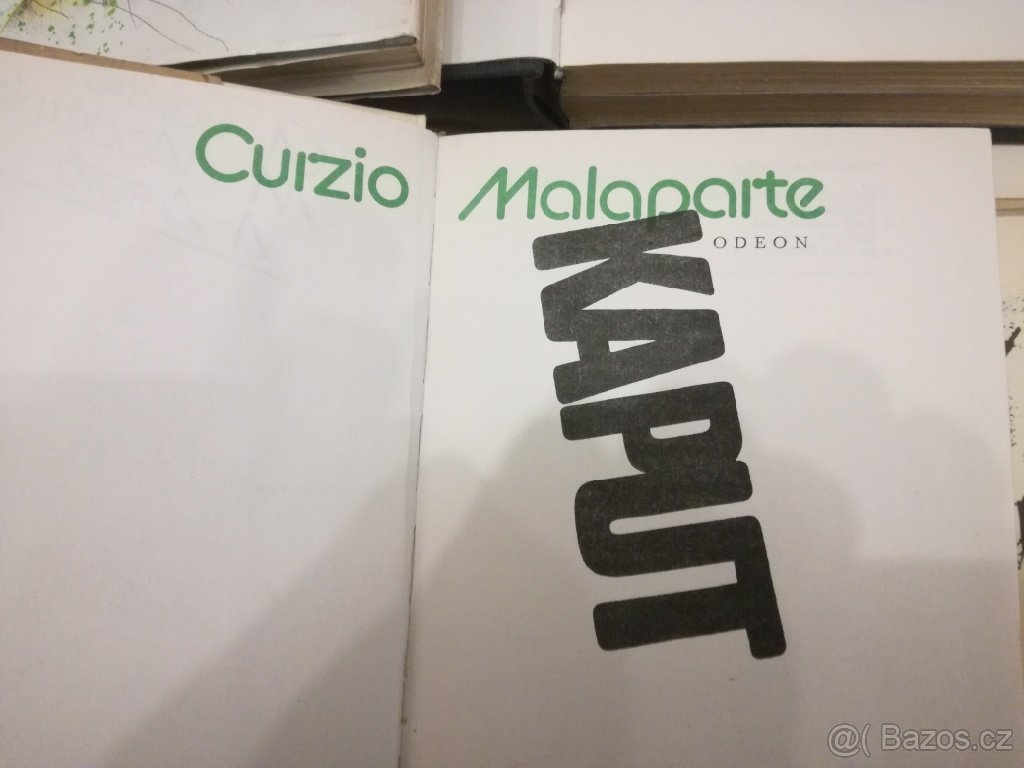 Curzio Malaparte
ODEON
KAPUT
@( Bazos.cz